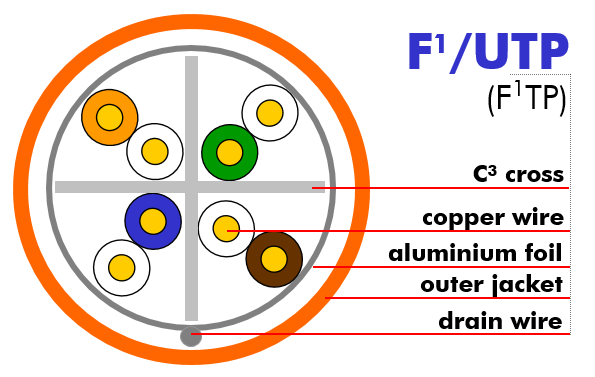 F¹/UTP
(F¹TP)
C³ cross
copper wire
aluminium foil
outer jacket
drain wire